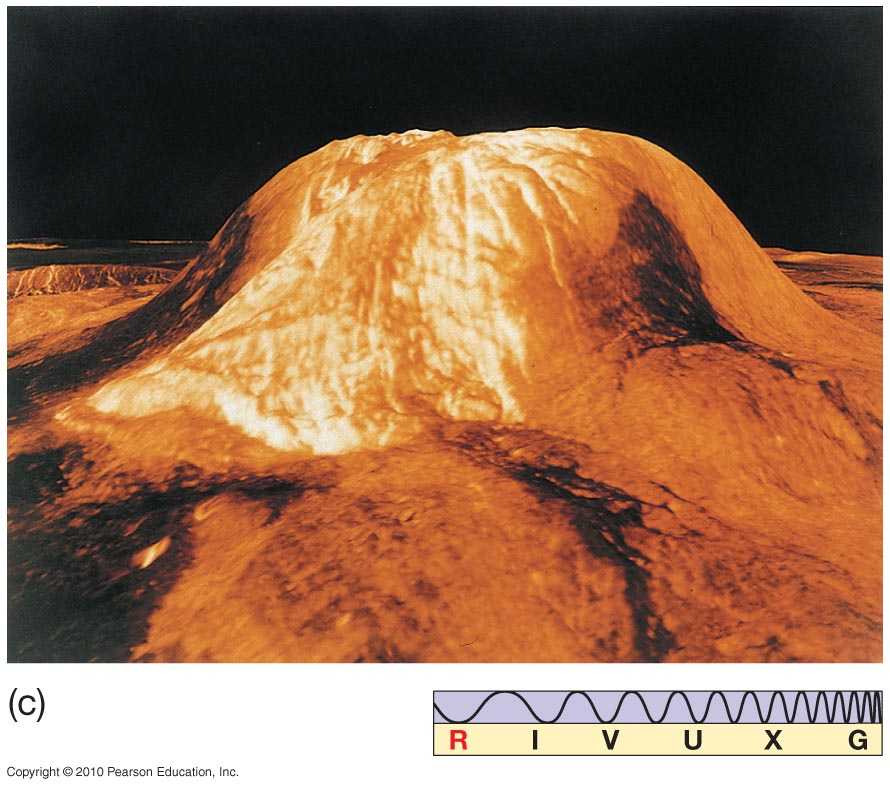 (c)
R I V U X G
Copyright © 2010 Pearson Education, Inc.